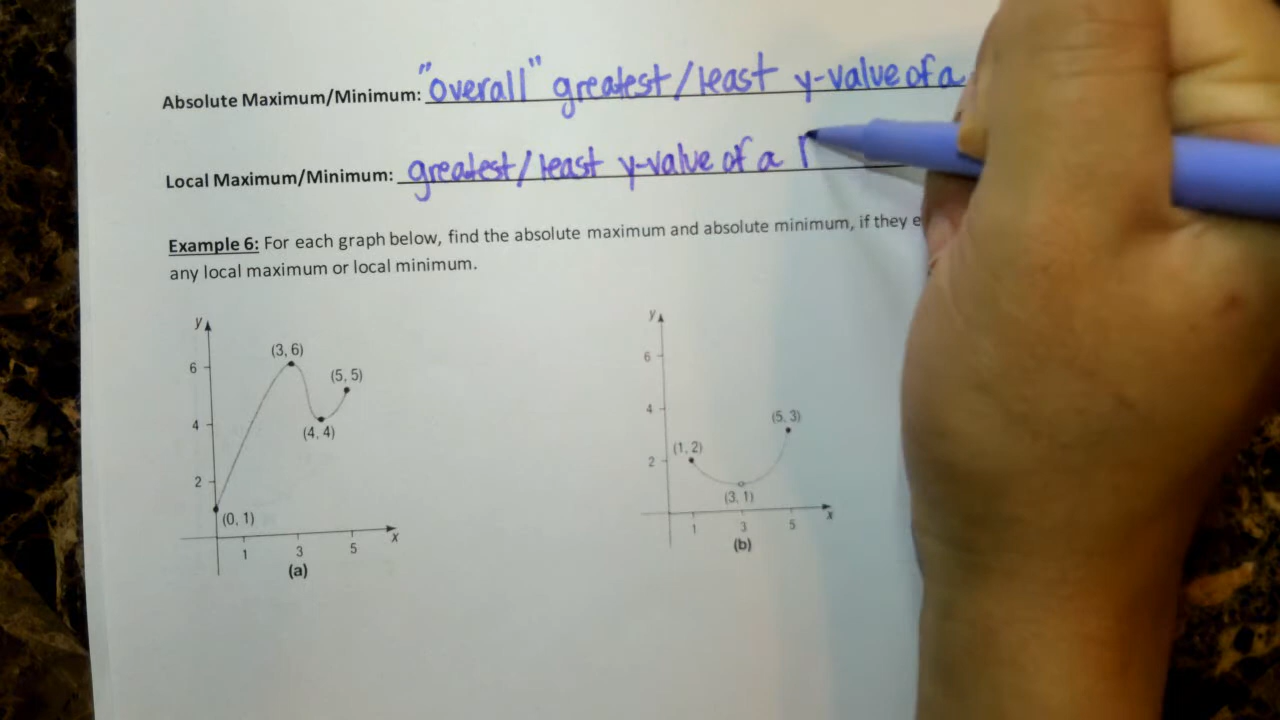 Absolute Maximum/Minimum: "overall" greatest/least y-value of a
Local Maximum/Minimum: greatest/least y-value of a
Example 6: For each graph below, find the absolute maximum and absolute minimum, if they e
any local maximum or local minimum.
y
6
4
2
(3, 6)
(5, 5)
(4, 4)
(0, 1)
1
3
5
x
(a)
y
6
4
2
(5, 3)
(1, 2)
(3, 1)
1
3
5
x
(b)